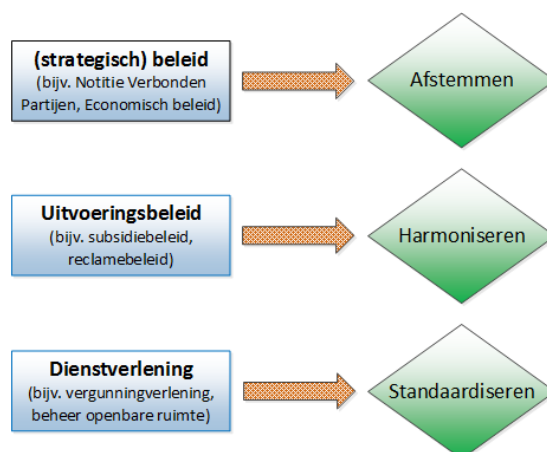 (strategisch) beleid
(bijv. Notitie Verbonden
Partijen, Economisch beleid)
Afstemmen
Uitvoeringsbeleid
(bijv. subsidiebeleid,
reclamebeleid)
Harmoniseren
Dienstverlening
(bijv. vergunningverlening,
beheer openbare ruimte)
Standaardiseren